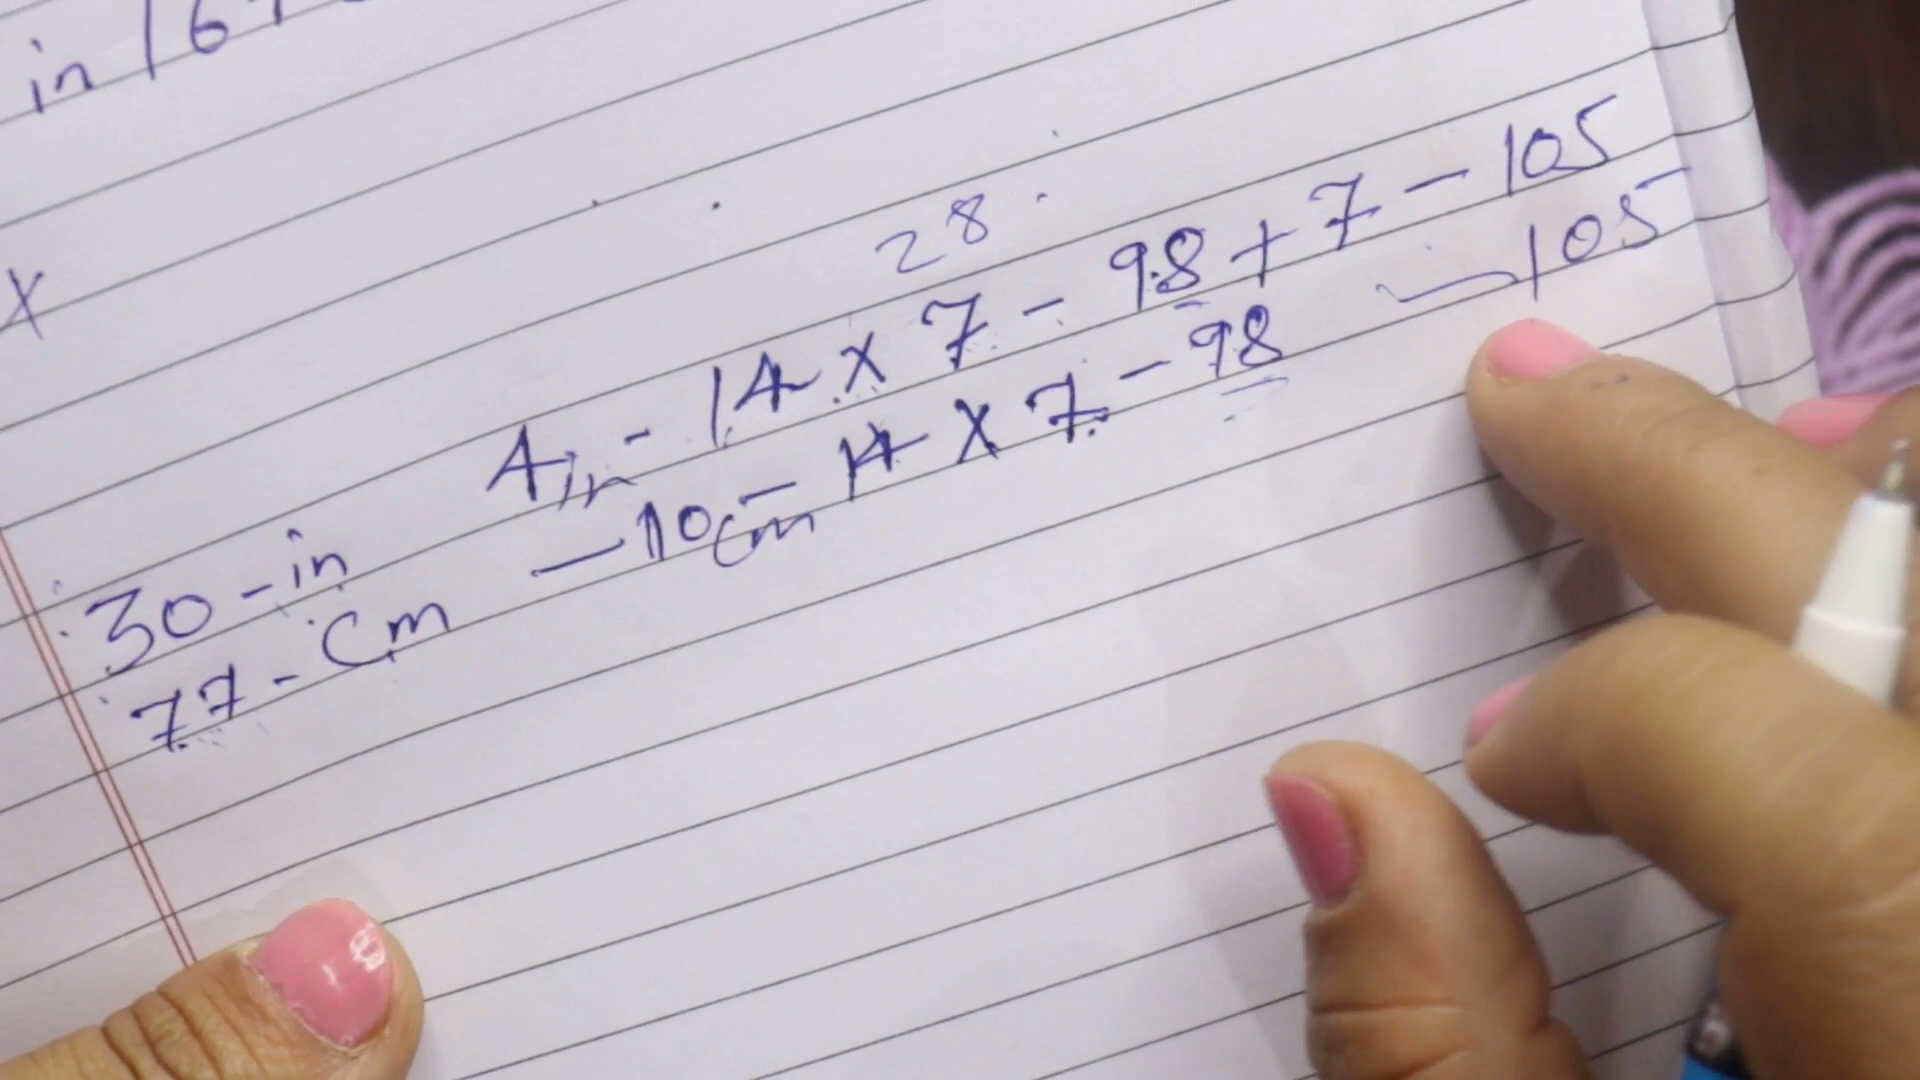 in 16
X
28
30-in 4in - 14 x 7 - 98 + 7 - 105
77-Cm - 10cm - 14 x 7 - 98 - 105